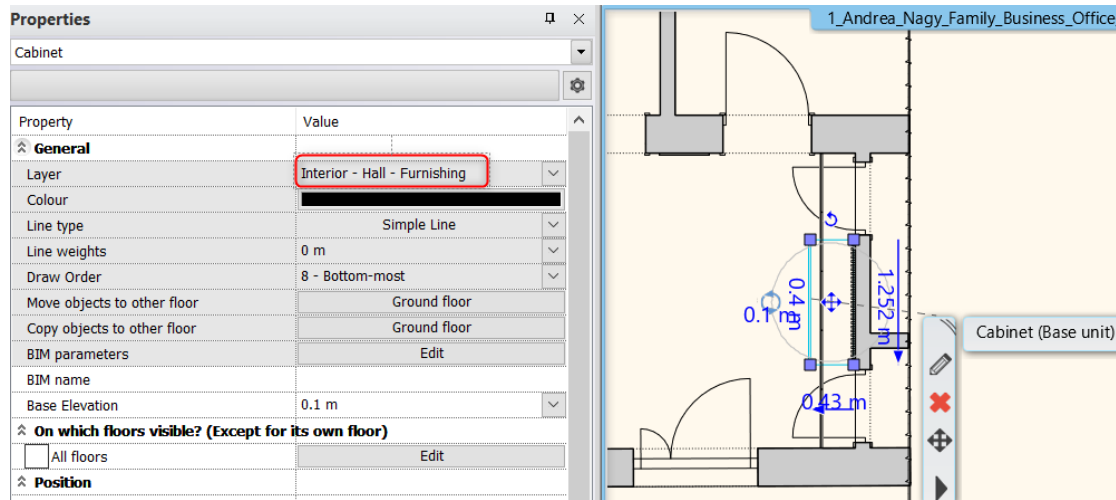 Properties
Cabinet
Property Value
General
Layer Interior - Hall - Furnishing
Colour
Line type Simple Line
Line weights 0 m
Draw Order 8 - Bottom-most
Move objects to other floor Ground floor
Copy objects to other floor Ground floor
BIM parameters Edit
BIM name
Base Elevation 0.1 m
On which floors visible? (Except for its own floor)
All floors Edit
Position
1_Andrea_Nagy_Family_Business_Office
0.4 m
1.252 m
0.1 m
0.43 m
Cabinet (Base unit)